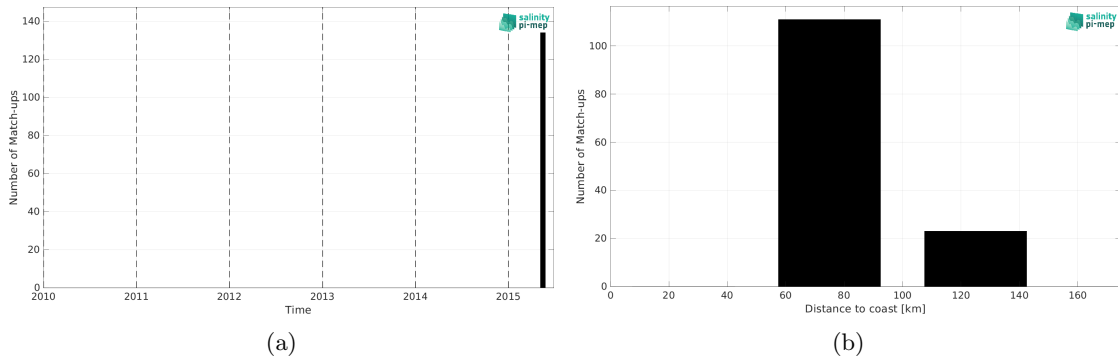 salinity
pi-mep
140
120
100
80
60
40
20
0
Number of Match-ups
2010 2011 2012 2013 2014 2015
Time
(a)
salinity
pi-mep
100
80
60
40
20
0
Number of Match-ups
0 20 40 60 80 100 120 140 160
Distance to coast [km]
(b)